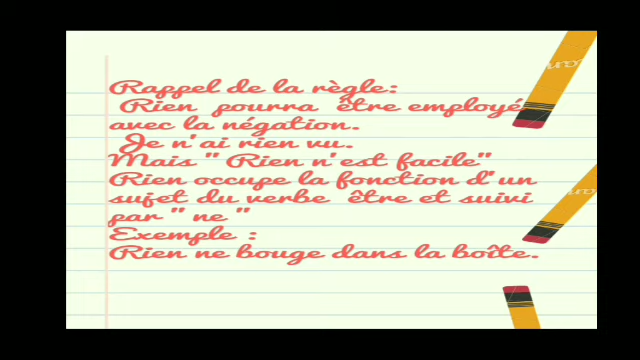 Rappel de la règle:
Rien pourra être employé
avec la négation.
Je n'ai rien vu.
Mais " Rien n'est facile"
Rien occupe la fonction d'un
sujet du verbe être et suivi
par " ne "
Exemple :
Rien ne bouge dans la boîte.